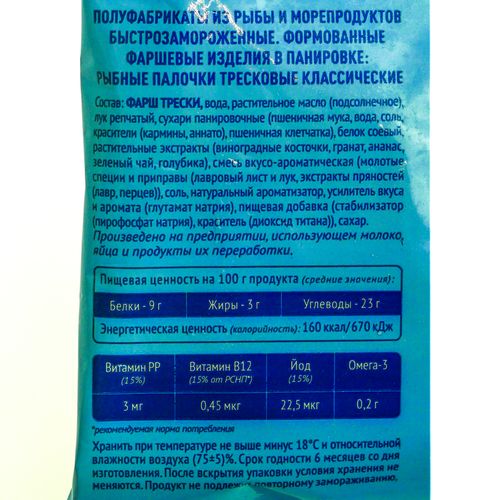 ПОЛУФАБРИКАТЫ ИЗ РЫБЫ И МОРЕПРОДУКТОВ
БЫСТРОЗАМОРОЖЕННЫЕ. ФОРМОВАННЫЕ
ФАРШЕВЫЕ ИЗДЕЛИЯ В ПАНИРОВКЕ:
РЫБНЫЕ ПАЛОЧКИ ТРЕСКОВЫЕ КЛАССИЧЕСКИЕ
Состав: ФАРШ ТРЕСКИ, вода, растительное масло (подсолнечное),
лук репчатый, сухари панировочные (пшеничная мука, вода, соль,
красители (кармины, аннато), пшеничная клетчатка), белок соевый,
растительные экстракты (виноградные косточки, гранат, ананас,
зеленый чай, голубика), смесь вкусо-ароматическая (молотые
специи и приправы (лавровый лист и лук, экстракты пряностей
(лавр, перцев)), соль, натуральный ароматизатор, усилитель вкуса
и аромата (глутамат натрия), пищевая добавка (стабилизатор
(пирофосфат натрия), краситель (диоксид титана)), сахар.
Произведено на предприятии, использующем молоко,
яйца и продукты их переработки.
Пищевая ценность на 100 г продукта (средние значения):
Белки - 9 г Жиры - 3 г Углеводы - 23 г
Энергетическая ценность (калорийность): 160 ккал/670 кДж
Витамин РР Витамин В12 Йод Омега-3
(15%) (15% от РСНП*) (15%)
3 мг 0,45 мкг 22,5 мкг 0,2 г
*рекомендуемая норма потребления
Хранить при температуре не выше минус 18°С и относительной
влажности воздуха (75±5)%. Срок годности 6 месяцев со дня
изготовления. После вскрытия упаковки условия хранения не
меняются. Продукт не подлежит повторному замораживанию.